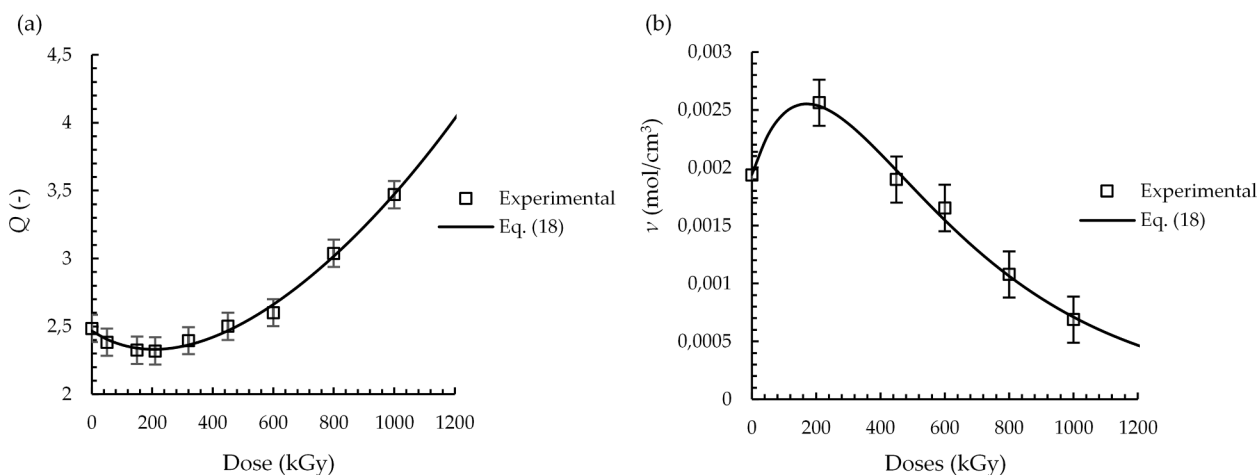 (a)
4,5
4
3,5
3
2,5
2
Q (-)
0 200 400 600 800 1000 1200
Dose (kGy)
Experimental
Eq. (18)
(b)
0,003
0,0025
0,002
0,0015
0,001
0,0005
0
ν (mol/cm³)
0 200 400 600 800 1000 1200
Doses (kGy)
Experimental
Eq. (18)